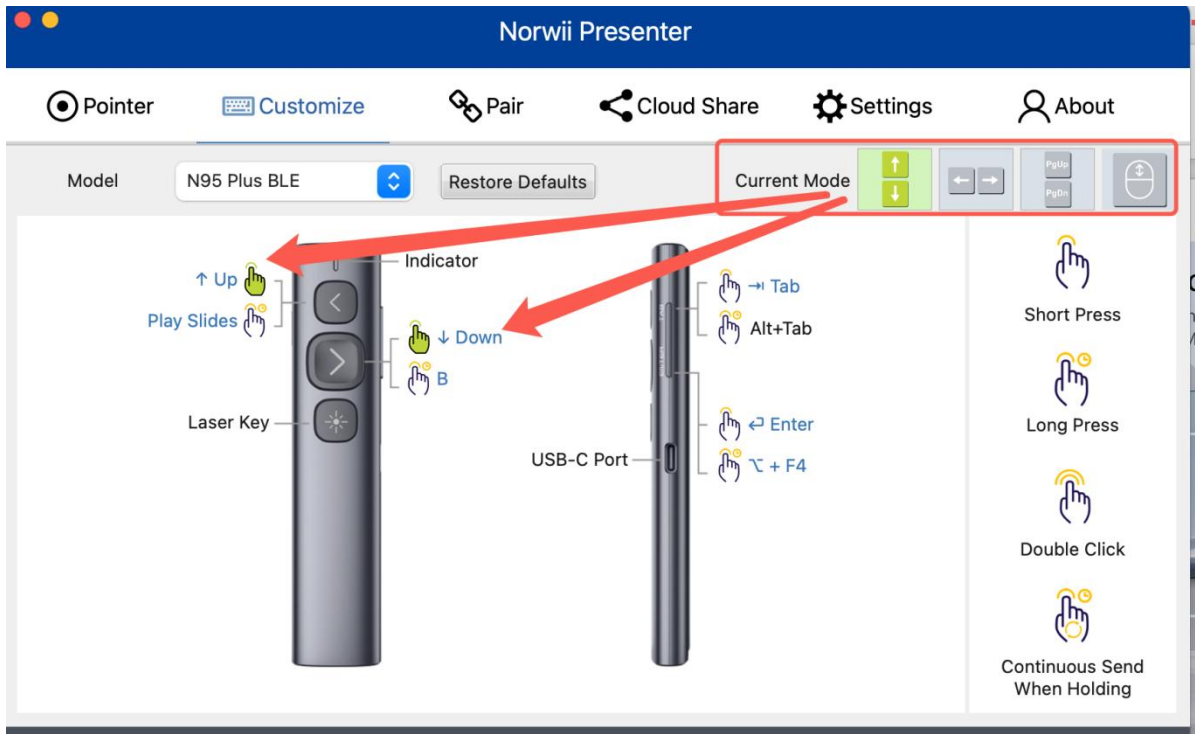 Norwii Presenter
Pointer
Customize
Pair
Cloud Share
Settings
About
Model
N95 Plus BLE
Restore Defaults
Current Mode
↑
↓
← →
PgUp
PgDn
Indicator
↑ Up
Play Slides
↓ Down
B
Laser Key
Tab
Alt+Tab
Enter
⌥ + F4
USB-C Port
TAB
Short Press
Long Press
Double Click
Continuous Send
When Holding